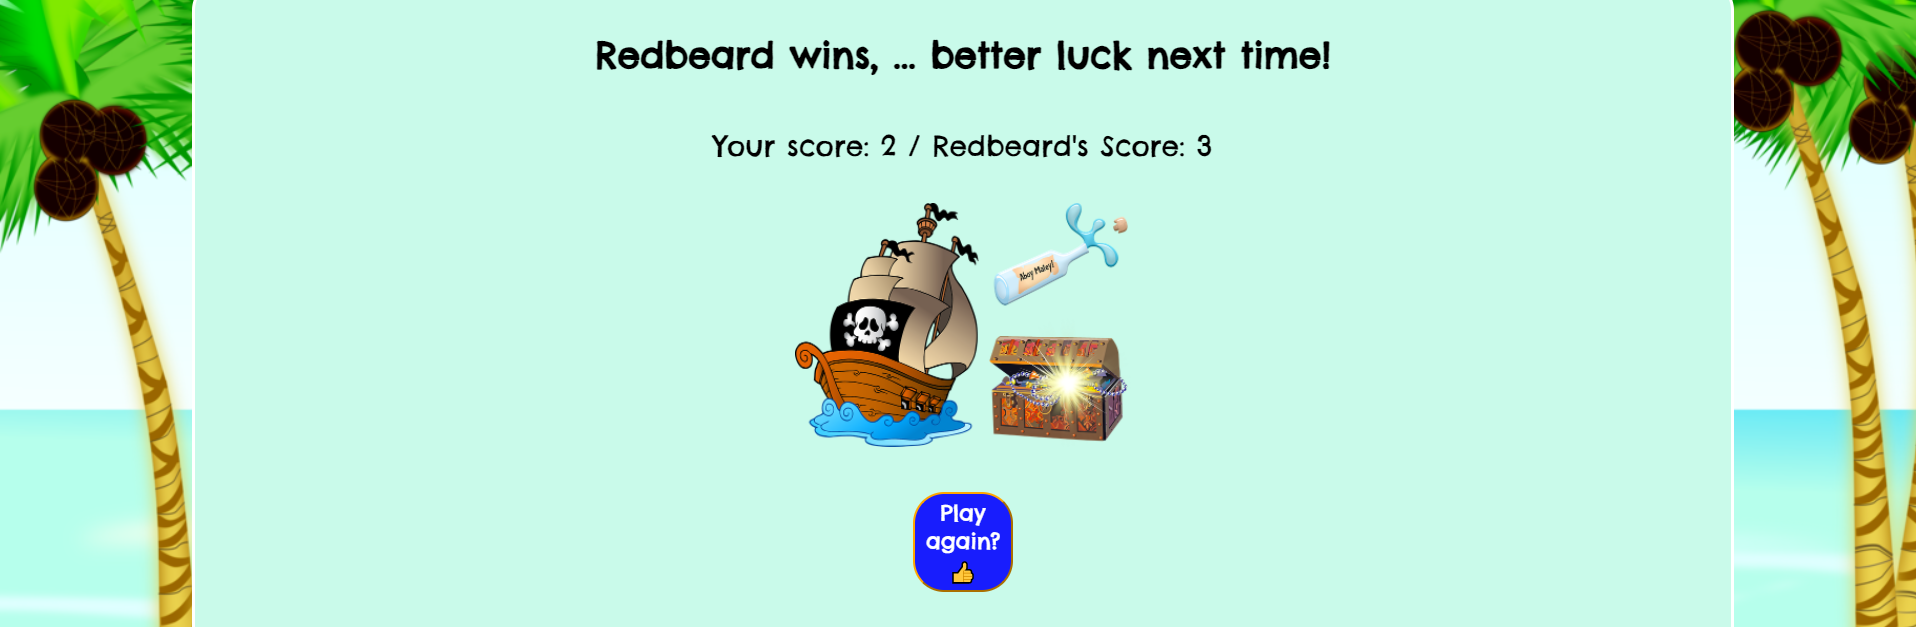 Redbeard wins, ... better luck next time!
Your score: 2 / Redbeard's Score: 3
Ahoy Matey!
Play
again?